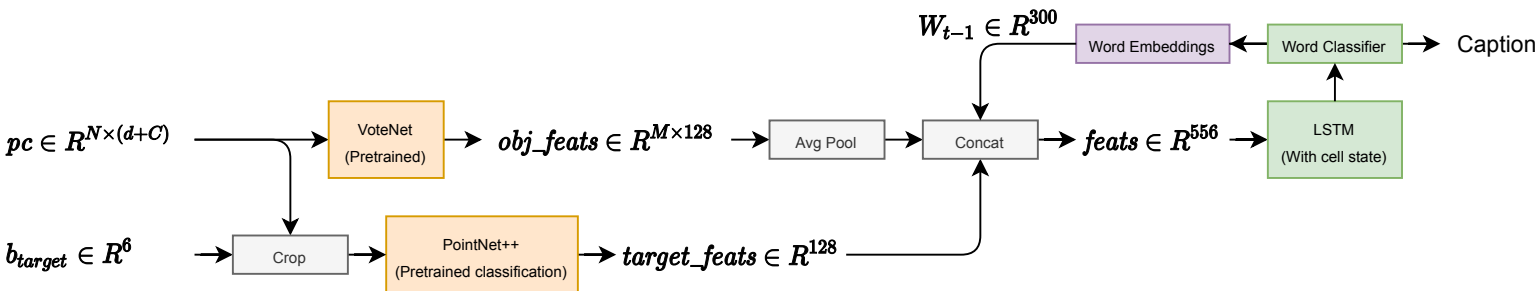 W_{t−1} ∈ R^{300}
Word Embeddings
Word Classifier
Caption
pc ∈ R^{N×(d+C)}
VoteNet
(Pretrained)
obj_feats ∈ R^{M×128}
Avg Pool
Concat
feats ∈ R^{556}
LSTM
(With cell state)
b_{target} ∈ R^{6}
Crop
PointNet++
(Pretrained classification)
target_feats ∈ R^{128}